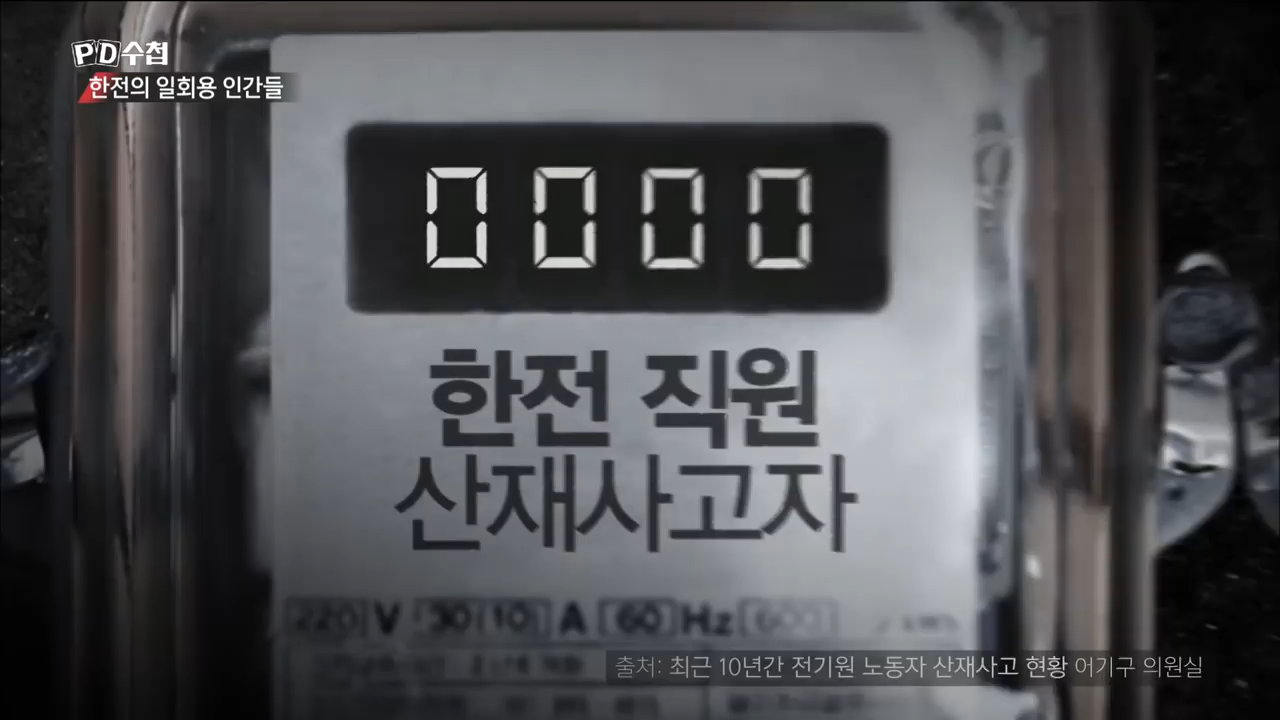 PD수첩
한전의 일회용 인간들
0000
한전 직원
산재사고자
220 V 30(10) A 60 Hz 600
출처: 최근 10년간 전기원 노동자 산재사고 현황 어기구 의원실